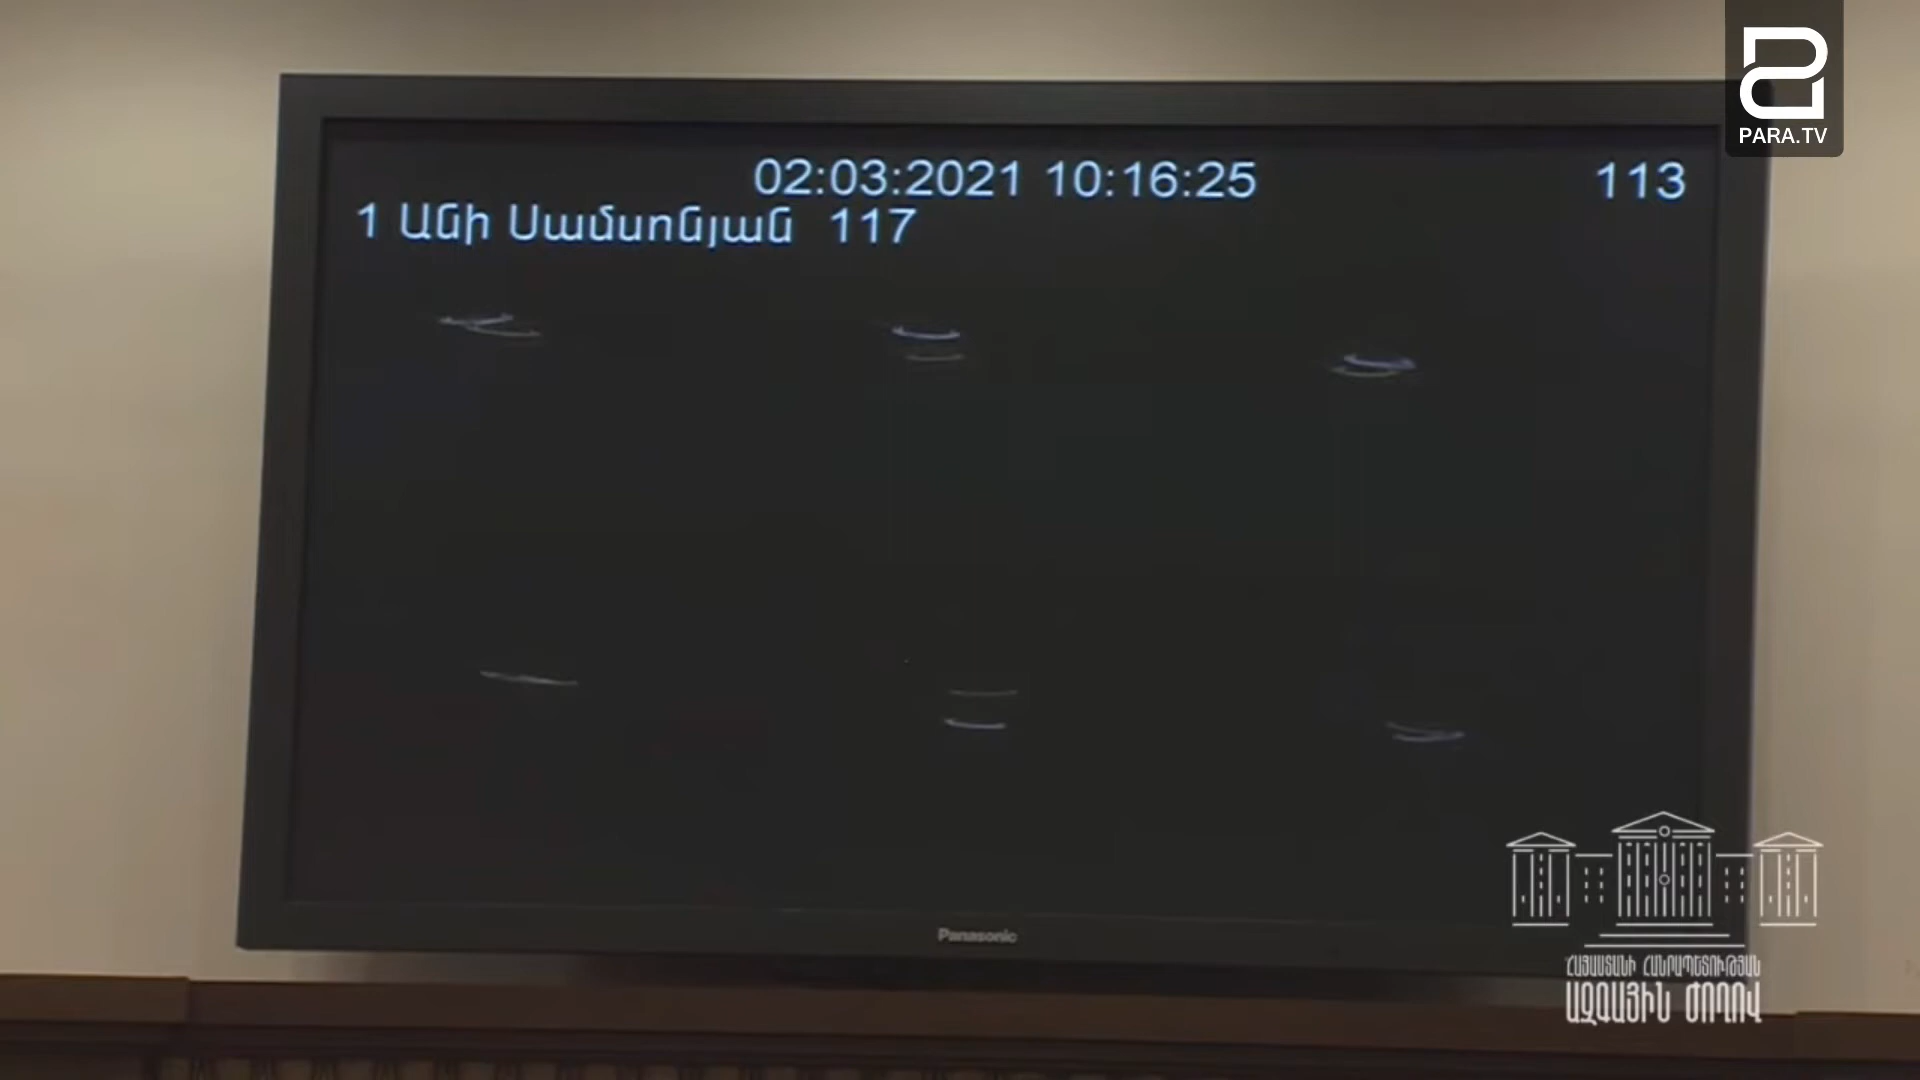 PARA.TV
02:03:2021 10:16:25 113
1 Անի Սամսոնյան 117
Panasonic
ՀԱՅԱՍՏԱՆԻ ՀԱՆՐԱՊԵՏՈՒԹՅԱՆ
ԱԶԳԱՅԻՆ ԺՈՂՈՎ